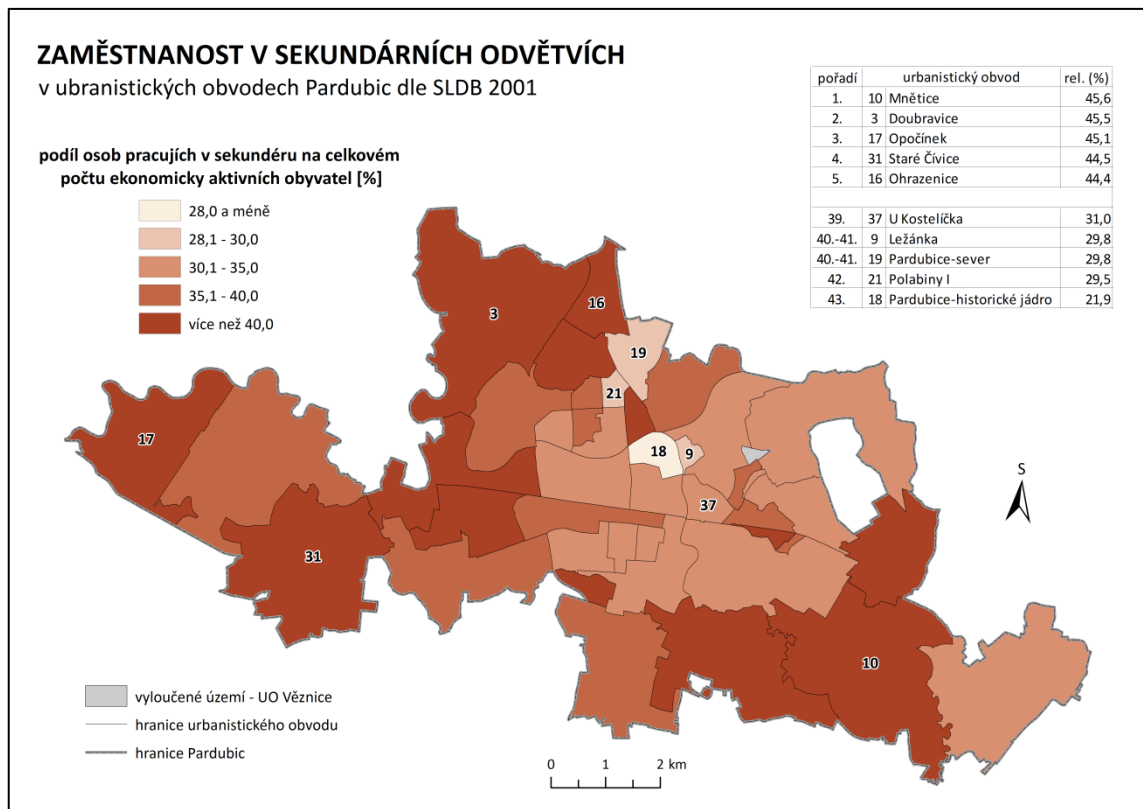 ZAMĚSTNANOST V SEKUNDÁRNÍCH ODVĚTVÍCH
v ubranistických obvodech Pardubic dle SLDB 2001
podíl osob pracujích v sekundéru na celkovém
počtu ekonomicky aktivních obyvatel [%]
28,0 a méně
28,1 - 30,0
30,1 - 35,0
35,1 - 40,0
více než 40,0
pořadí urbanistický obvod rel. (%)
1. 10 Mnětice 45,6
2. 3 Doubravice 45,5
3. 17 Opočínek 45,1
4. 31 Staré Čívice 44,5
5. 16 Ohrazenice 44,4
39. 37 U Kostelíčka 31,0
40.-41. 9 Ležánka 29,8
40.-41. 19 Pardubice-sever 29,8
42. 21 Polabiny I 29,5
43. 18 Pardubice-historické jádro 21,9
16
3
19
21
17
18
9
37
S
31
10
vyloučené území - UO Věznice
hranice urbanistického obvodu
hranice Pardubic
0 1 2 km